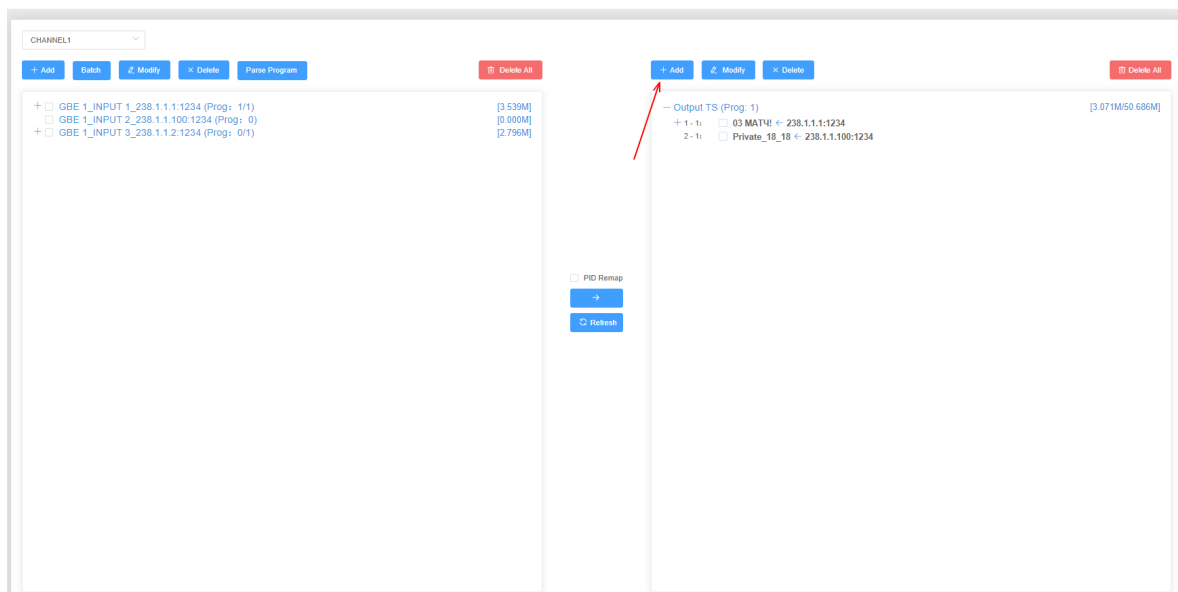 CHANNEL1
+ Add Batch Modify × Delete Parse Program Delete All
+ Add Modify × Delete Delete All
+ GBE 1_INPUT 1_238.1.1.1:1234 (Prog: 1/1) [3.539M]
GBE 1_INPUT 2_238.1.1.100:1234 (Prog: 0) [0.000M]
+ GBE 1_INPUT 3_238.1.1.2:1234 (Prog: 0/1) [2.796M]
− Output TS (Prog: 1) [3.071M/50.686M]
+ 1 - 1: 03 МАТЧ! ← 238.1.1.1:1234
2 - 1: Private_18_18 ← 238.1.1.100:1234
PID Remap
→
Refresh